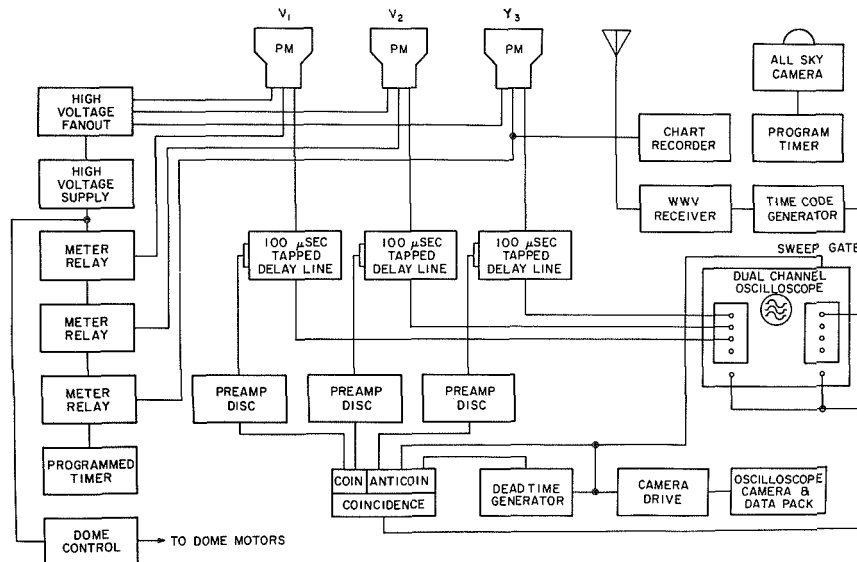 V1
V2
Y3
PM
PM
PM
HIGH
VOLTAGE
FANOUT
ALL SKY
CAMERA
CHART
RECORDER
PROGRAM
TIMER
HIGH
VOLTAGE
SUPPLY
WWV
RECEIVER
TIME CODE
GENERATOR
METER
RELAY
100 μSEC
TAPPED
DELAY LINE
100 μSEC
TAPPED
DELAY LINE
100 μSEC
TAPPED
DELAY LINE
SWEEP GATE
DUAL CHANNEL
OSCILLOSCOPE
METER
RELAY
METER
RELAY
PREAMP
DISC
PREAMP
DISC
PREAMP
DISC
PROGRAMMED
TIMER
COIN
ANTICOIN
COINCIDENCE
DEAD TIME
GENERATOR
CAMERA
DRIVE
OSCILLOSCOPE
CAMERA &
DATA PACK
DOME
CONTROL
TO DOME MOTORS